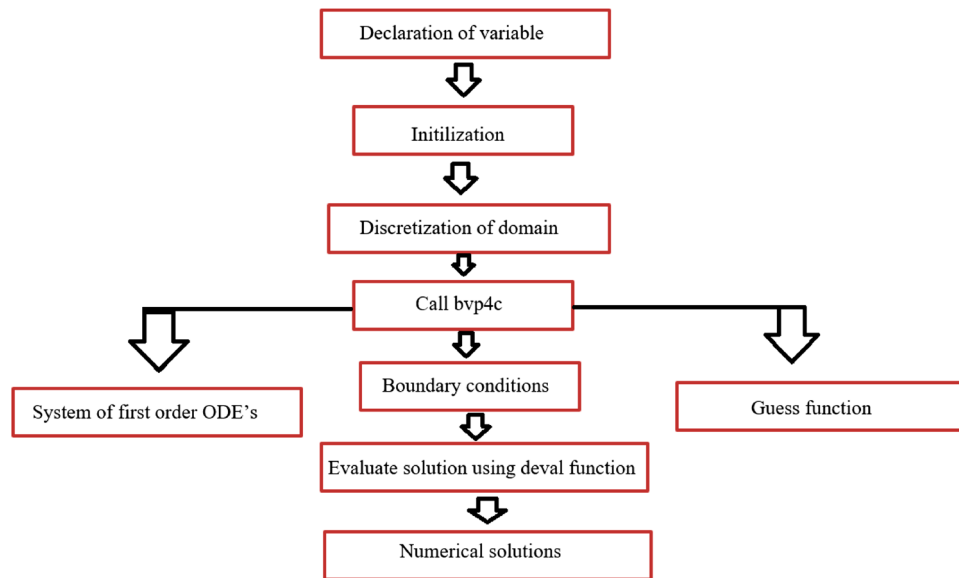 Declaration of variable
Initilization
Discretization of domain
Call bvp4c
Boundary conditions
System of first order ODE’s
Guess function
Evaluate solution using deval function
Numerical solutions